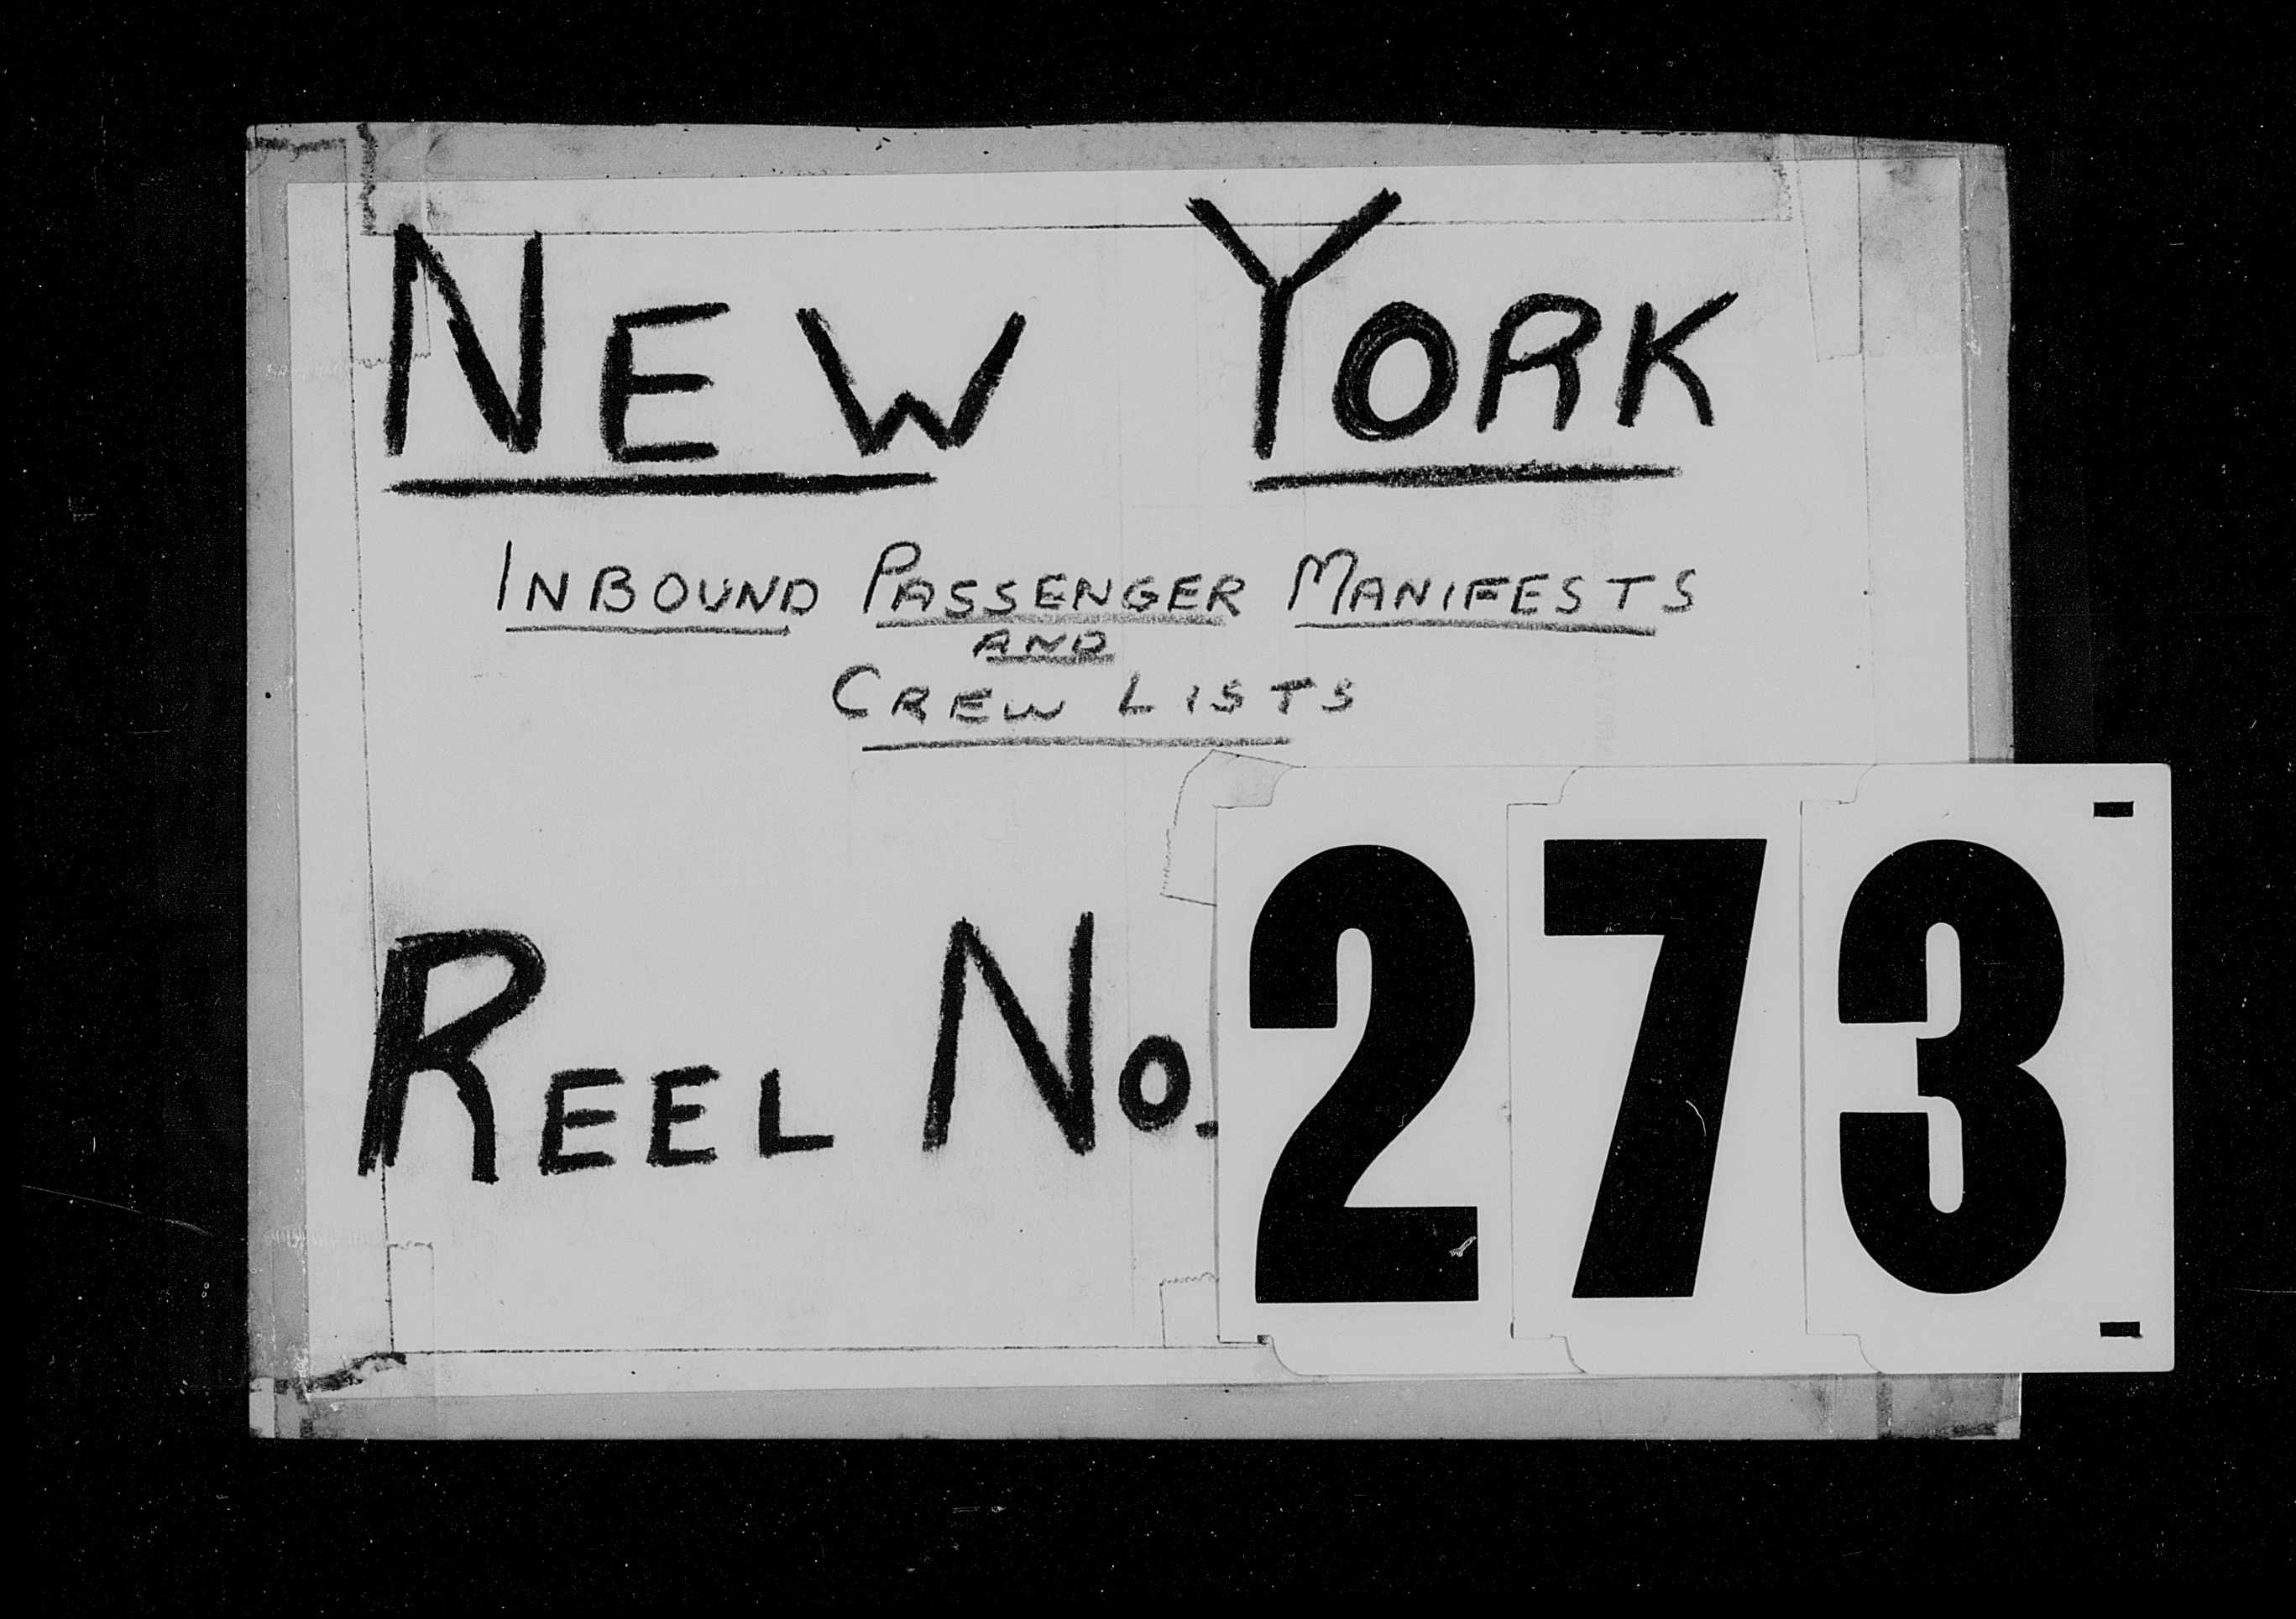 NEW YORK
INBOUND PASSENGER MANIFESTS
AND
CREW LISTS
REEL NO. 273